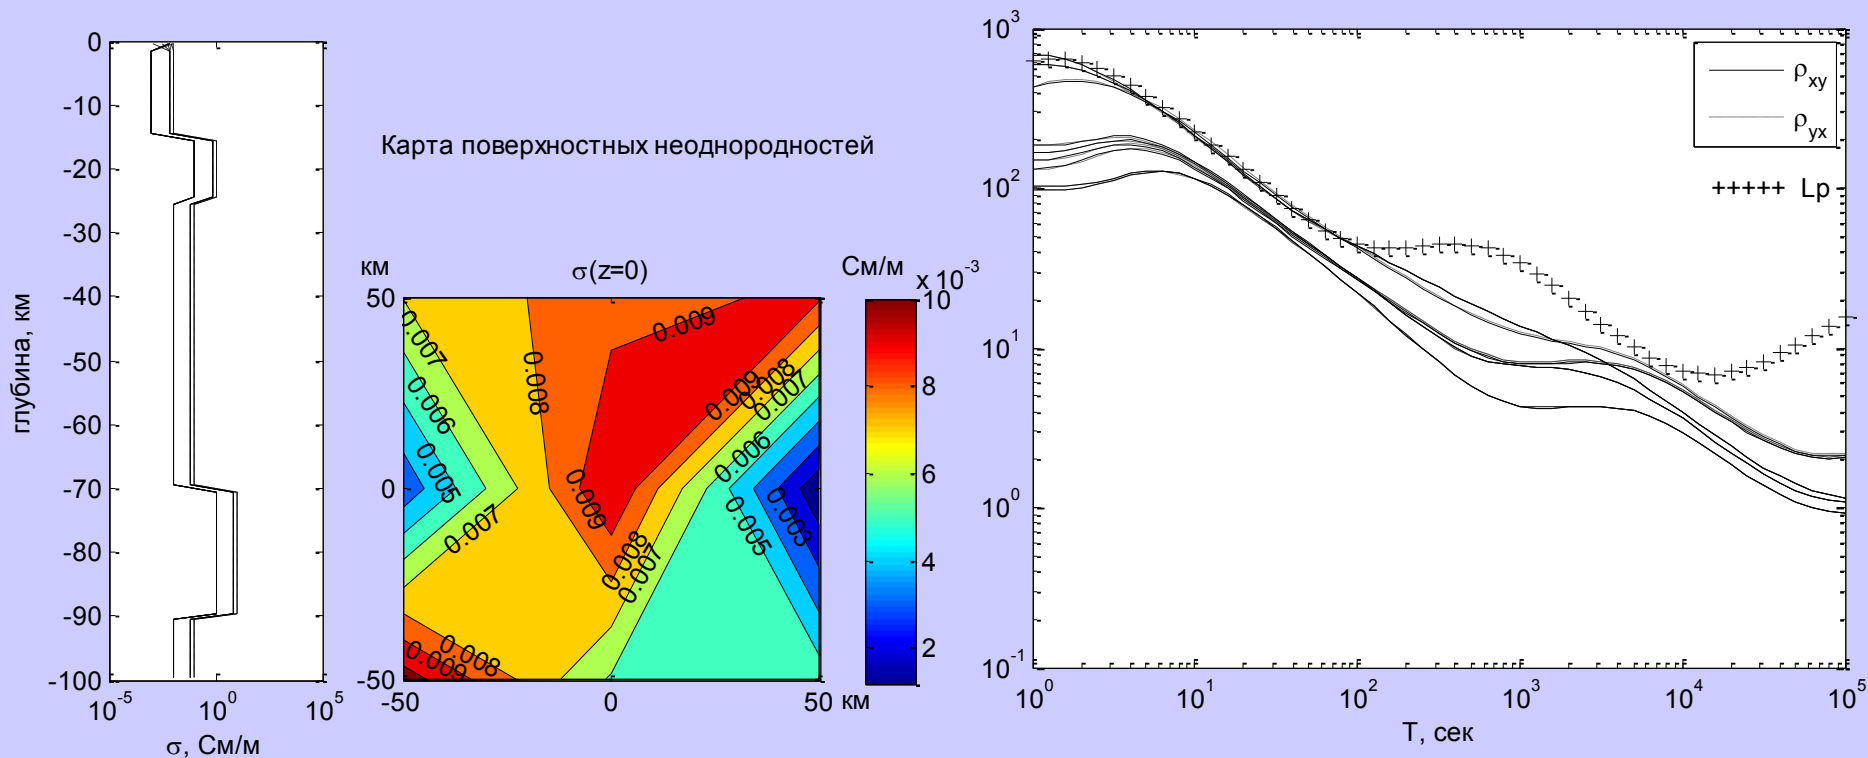 0
-10
-20
-30
-40
-50
-60
-70
-80
-90
-100
глубина, км
10^-5 10^0 10^5
σ, См/м
Карта поверхностных неоднородностей
км
σ(z=0)
См/м
x 10^-3
50
0
-50
-50 0 50 км
0.007
0.006
0.005
0.007
0.008
0.009
0.008
0.009
0.009
0.008
0.007
0.006
0.005
0.003
0.009
0.008
0.007
10
8
6
4
2
10^3
10^2
10^1
10^0
10^-1
10^0 10^1 10^2 10^3 10^4 10^5
T, сек
ρxy
ρyx
+++++ Lp